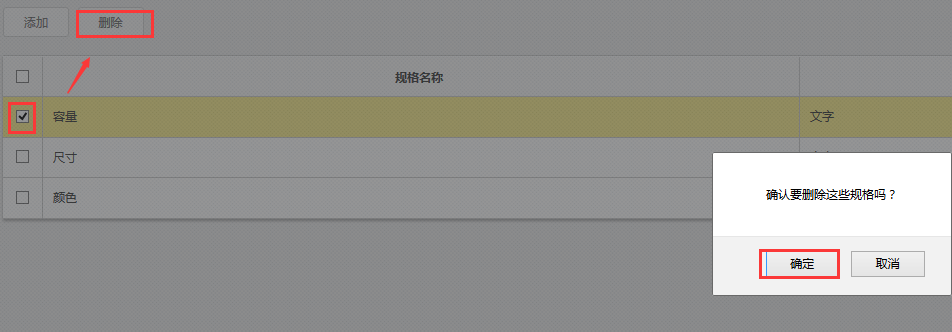 添加 删除
规格名称
容量 文字
尺寸
颜色
确认要删除这些规格吗？
确定 取消